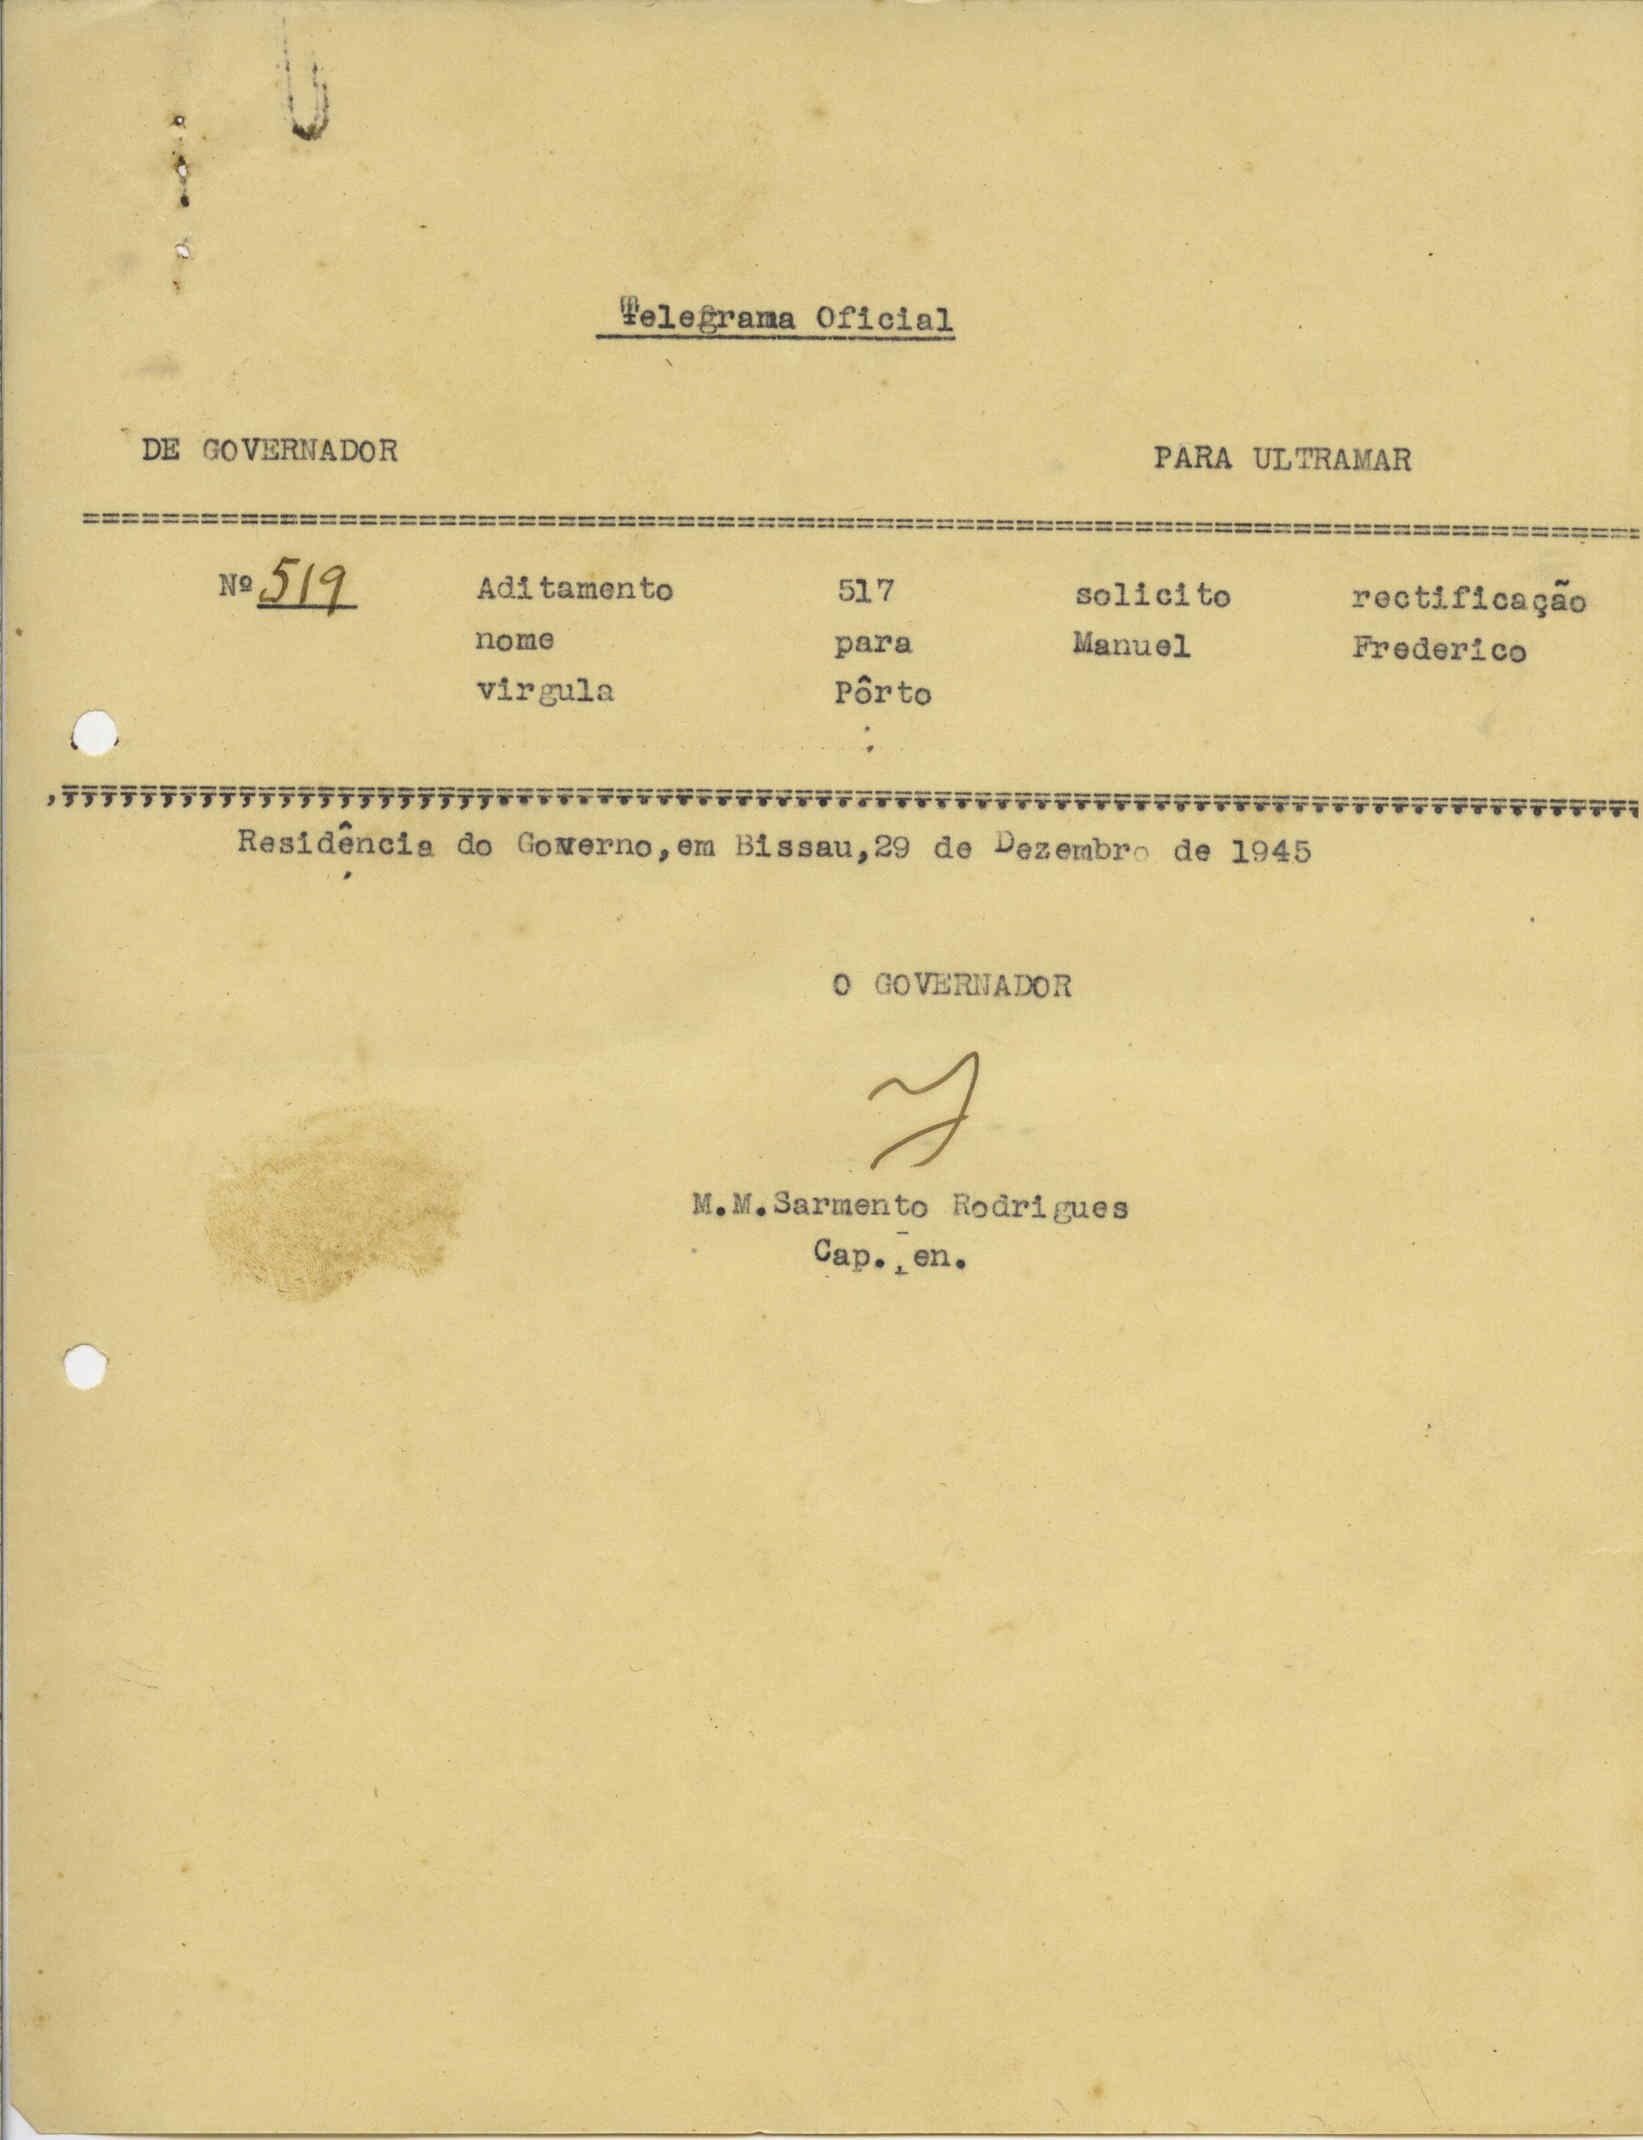 Telegrama Oficial
DE GOVERNADOR PARA ULTRAMAR
Nº 519 Aditamento 517 solicito rectificação
nome para Manuel Frederico
virgula Pôrto
Residência do Governo, em Bissau, 29 de Dezembro de 1945
O GOVERNADOR
M.M. Sarmento Rodrigues
Cap. en.